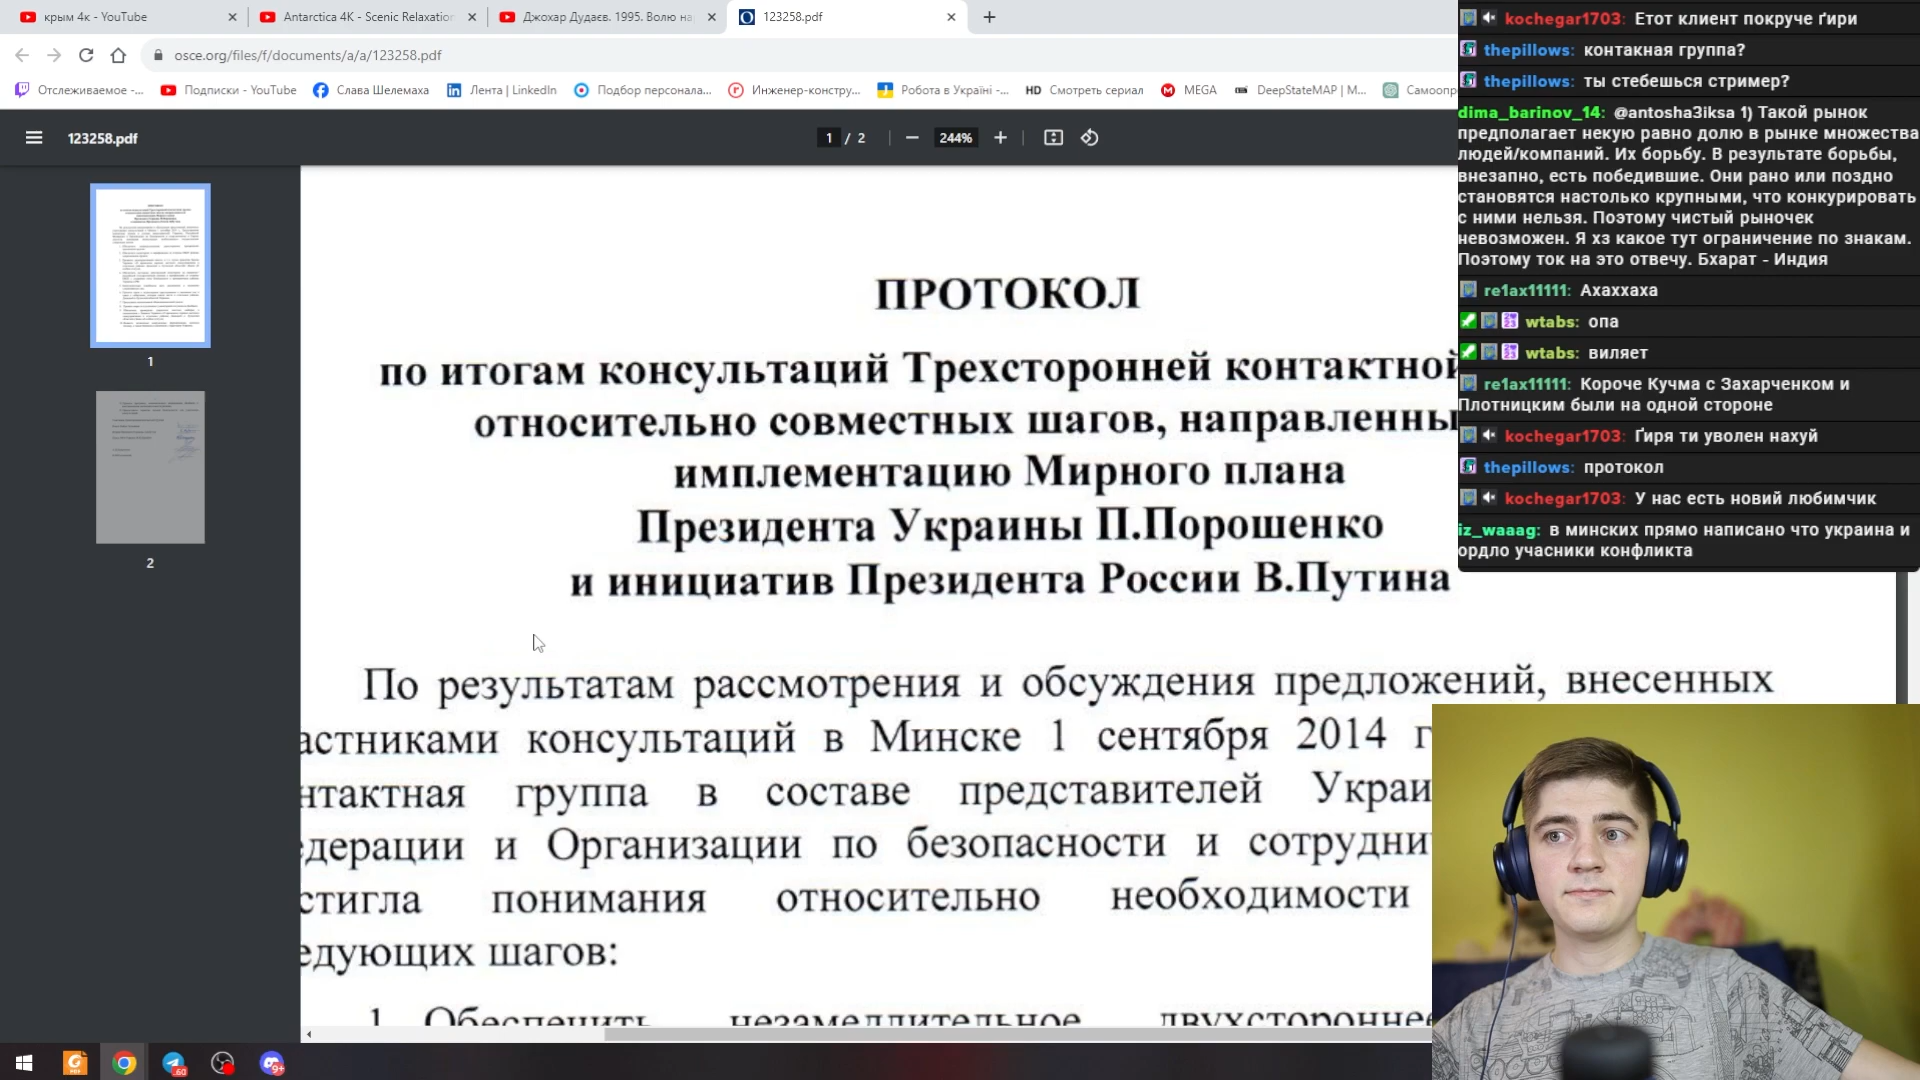 крым 4к - YouTube
Antarctica 4K - Scenic Relaxation
Джохар Дудаєв. 1995. Волю на
123258.pdf
osce.org/files/f/documents/a/a/123258.pdf
Отслеживаемое -...
Подписки - YouTube
Слава Шелемаха
Лента | LinkedIn
Подбор персонала...
Инженер-констру...
Робота в Україні -...
HD Смотреть сериал
MEGA
DeepStateMAP | М...
Самоопр
123258.pdf
1 / 2
244%
1
2
ПРОТОКОЛ
по итогам консультаций Трехсторонней контактной
относительно совместных шагов, направленны
имплементацию Мирного плана
Президента Украины П.Порошенко
и инициатив Президента России В.Путина
По результатам рассмотрения и обсуждения предложений, внесенных
астниками консультаций в Минске 1 сентября 2014 г
нтактная группа в составе представителей Украи
едерации и Организации по безопасности и сотрудни
стигла понимания относительно необходимости
едующих шагов:
1. Обеспечить незамедлительное двухстороннее
kochegar1703: Етот клиент покруче ґири
thepillows: контакная группа?
thepillows: ты стебешься стример?
dima_barinov_14: @antosha3iksa 1) Такой рынок
предполагает некую равно долю в рынке множества
людей/компаний. Их борьбу. В результате борьбы,
внезапно, есть победившие. Они рано или поздно
становятся настолько крупными, что конкурировать
с ними нельзя. Поэтому чистый рыночек
невозможен. Я хз какое тут ограничение по знакам.
Поэтому ток на это отвечу. Бхарат - Индия
re1ax11111: Ахаххаха
wtabs: опа
wtabs: виляет
re1ax11111: Короче Кучма с Захарченком и
Плотницким были на одной стороне
kochegar1703: Ґиря ти уволен нахуй
thepillows: протокол
kochegar1703: У нас есть новий любимчик
iz_waaag: в минских прямо написано что украина и
ордло учасники конфликта